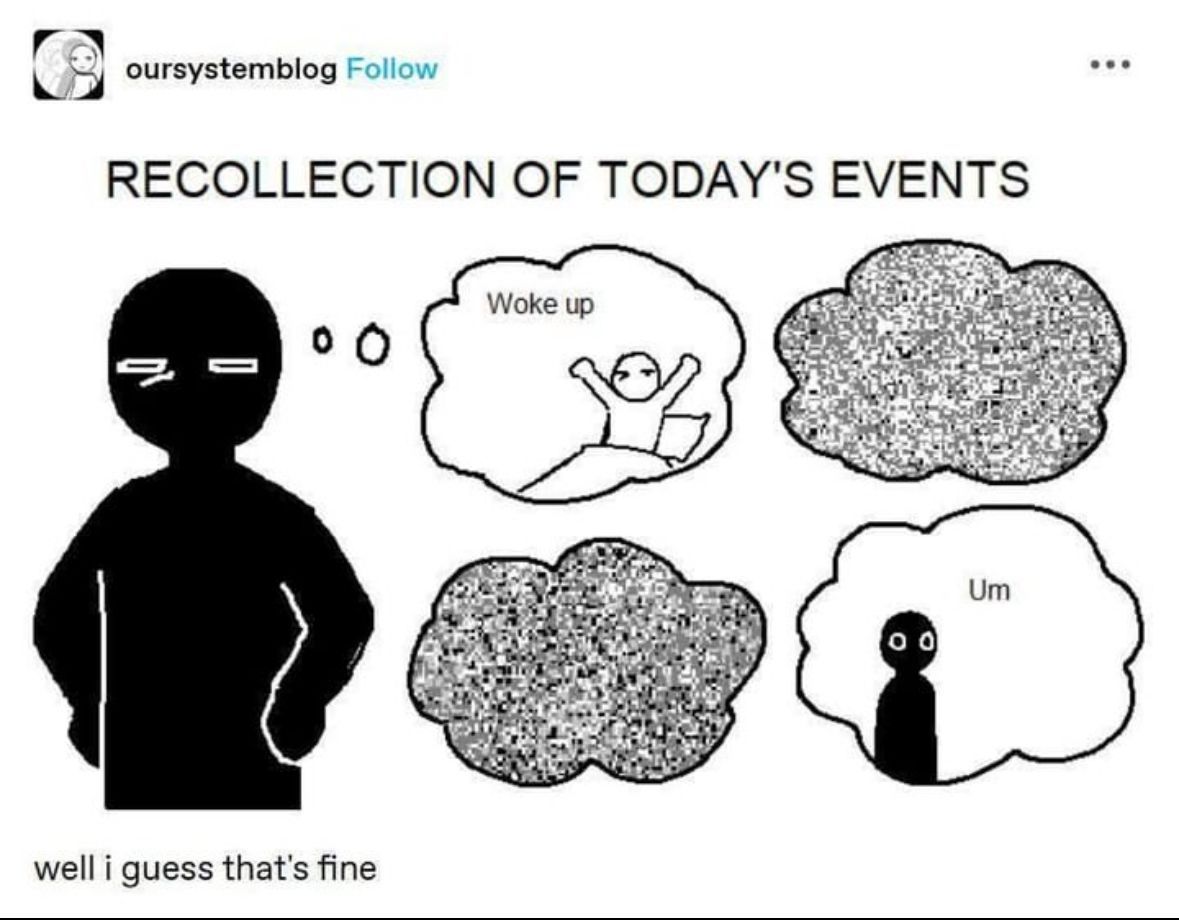 oursystemblog Follow
RECOLLECTION OF TODAY'S EVENTS
Woke up
Um
well i guess that's fine